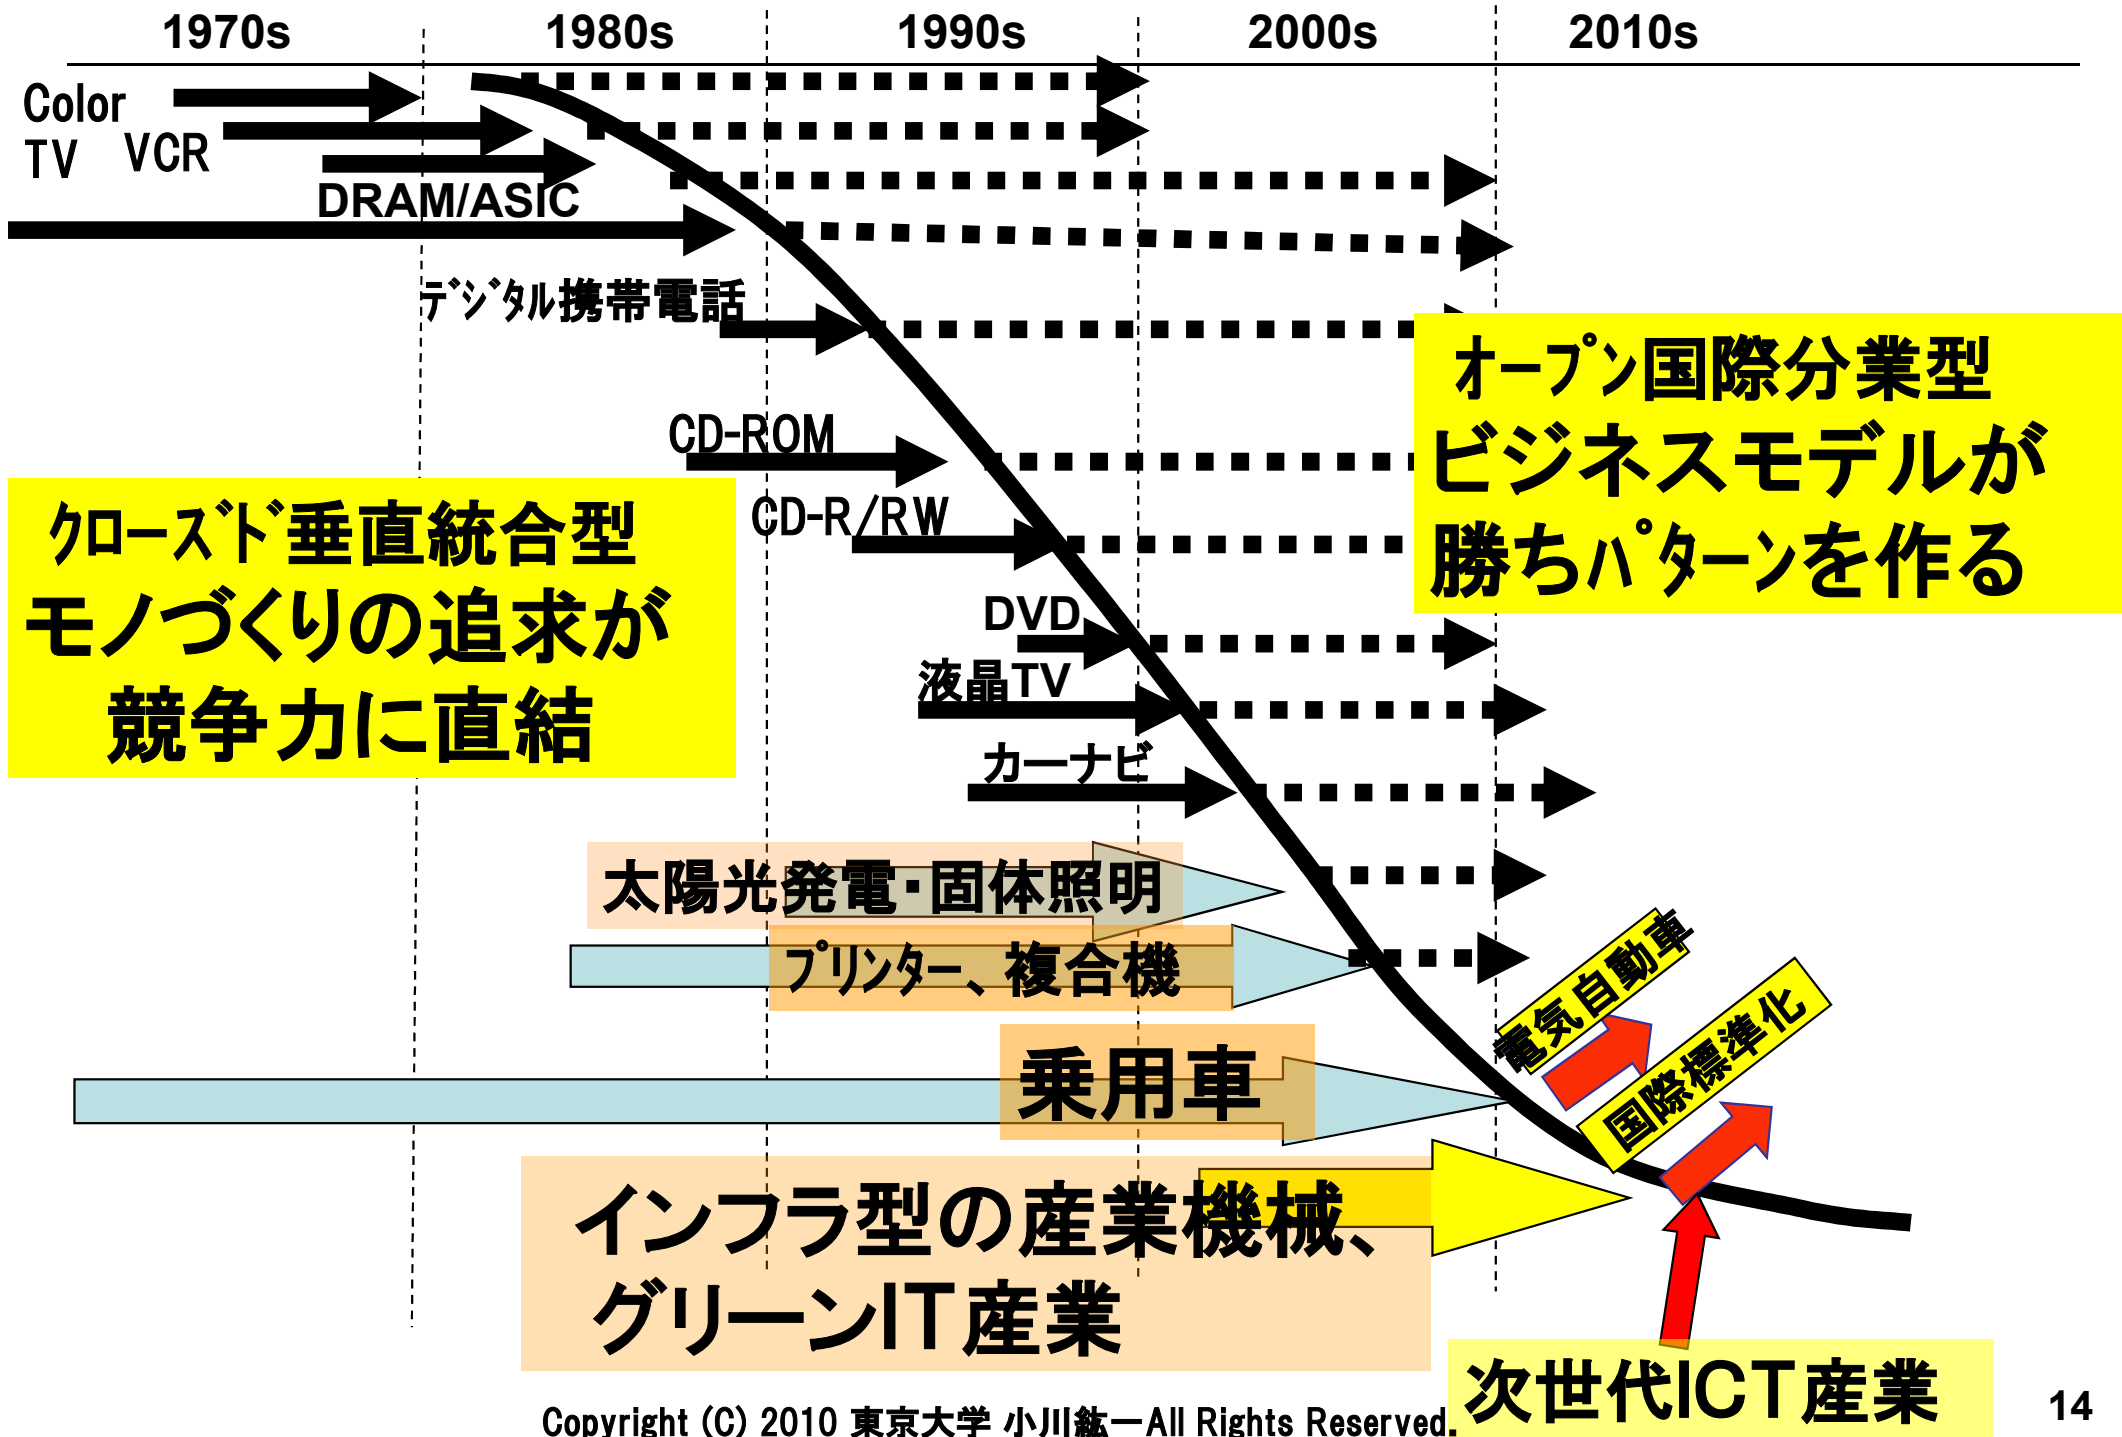 1970s 1980s 1990s 2000s 2010s
Color
TV
VCR
DRAM/ASIC
デジタル携帯電話
オープン国際分業型
ビジネスモデルが
勝ちパターンを作る
CD-ROM
CD-R/RW
クローズド垂直統合型
モノづくりの追求が
競争力に直結
DVD
液晶TV
カーナビ
太陽光発電・固体照明
プリンター、複合機
電気自動車
国際標準化
乗用車
インフラ型の産業機械、
グリーンIT産業
次世代ICT産業
Copyright (C) 2010 東京大学 小川紘一 All Rights Reserved.
14